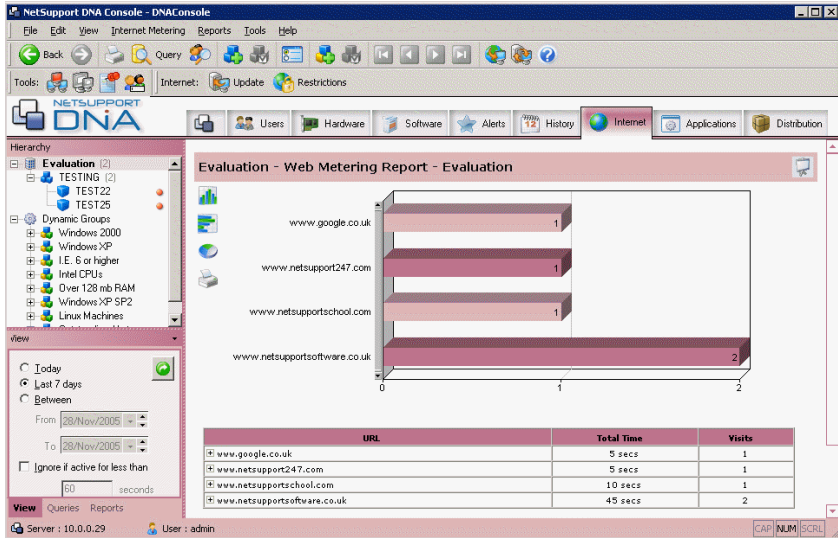 NetSupport DNA Console - DNAConsole
File Edit View Internet Metering Reports Tools Help
Back Query
Tools: Internet: Update Restrictions
NETSUPPORT
DNA
Users Hardware Software Alerts 12 History Internet Applications Distribution
Hierarchy
Evaluation (2)
TESTING (2)
TEST22
TEST25
Dynamic Groups
Windows 2000
Windows XP
I.E. 6 or higher
Intel CPUs
Over 128 mb RAM
Windows XP SP2
Linux Machines
View
Today
Last 7 days
Between
From 28/Nov/2005
To 28/Nov/2005
Ignore if active for less than
60 seconds
View Queries Reports
Evaluation - Web Metering Report - Evaluation
www.google.co.uk 1
www.netsupport247.com 1
www.netsupportschool.com 1
www.netsupportsoftware.co.uk 2
0 1 2
URL Total Time Visits
www.google.co.uk 5 secs 1
www.netsupport247.com 5 secs 1
www.netsupportschool.com 10 secs 1
www.netsupportsoftware.co.uk 45 secs 2
Server : 10.0.0.29 User : admin CAP NUM SCRL